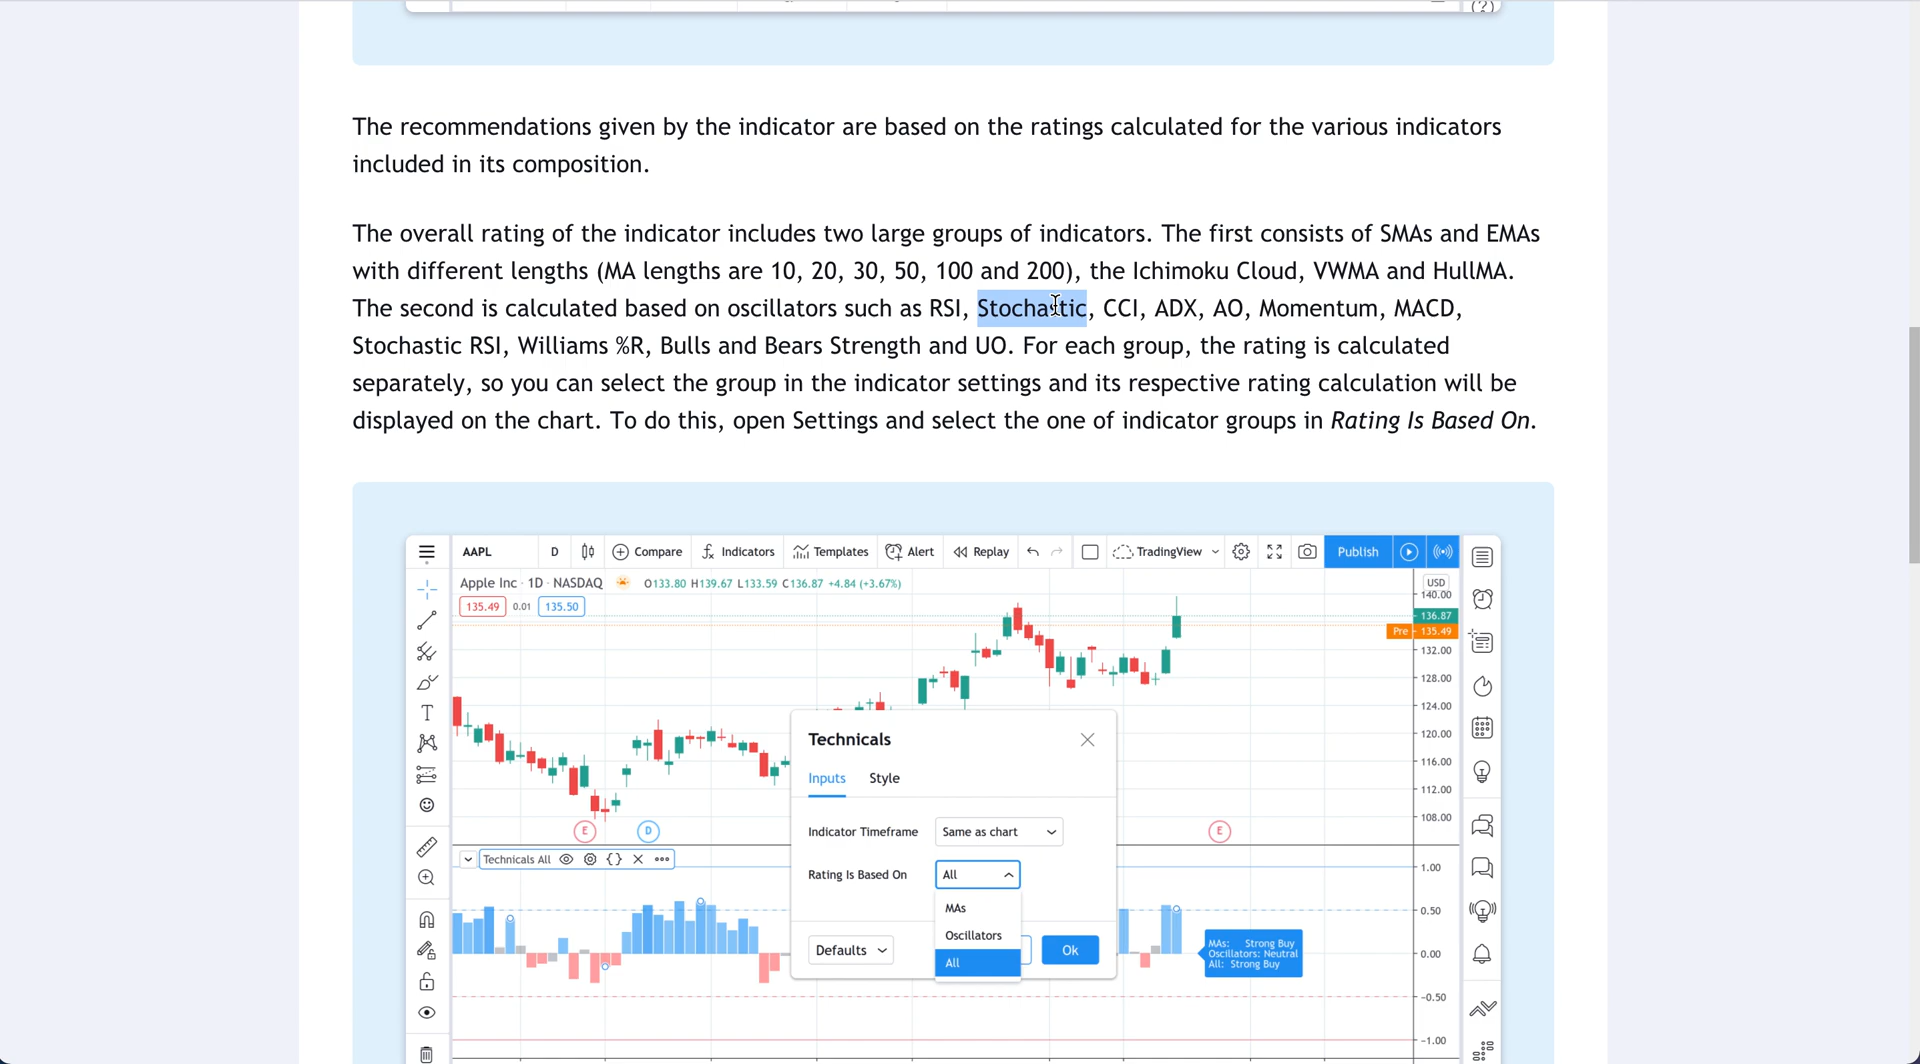 The recommendations given by the indicator are based on the ratings calculated for the various indicators
included in its composition.
The overall rating of the indicator includes two large groups of indicators. The first consists of SMAs and EMAs
with different lengths (MA lengths are 10, 20, 30, 50, 100 and 200), the Ichimoku Cloud, VWMA and HullMA.
The second is calculated based on oscillators such as RSI, Stochastic, CCI, ADX, AO, Momentum, MACD,
Stochastic RSI, Williams %R, Bulls and Bears Strength and UO. For each group, the rating is calculated
separately, so you can select the group in the indicator settings and its respective rating calculation will be
displayed on the chart. To do this, open Settings and select the one of indicator groups in Rating Is Based On.
AAPL D Compare Indicators Templates Alert Replay TradingView Publish
Apple Inc · 1D · NASDAQ O133.80 H139.67 L133.59 C136.87 +4.84 (+3.67%)
USD
135.49 0.01 135.50
140.00
136.87
Pre 135.49
132.00
128.00
124.00
120.00
116.00
112.00
108.00
E D E
Technicals
Inputs Style
Indicator Timeframe Same as chart
Rating Is Based On All
MAs
Oscillators
All
Defaults Ok
Technicals All
1.00
0.50
0.00
-0.50
-1.00
MAs: Strong Buy
Oscillators: Neutral
All: Strong Buy